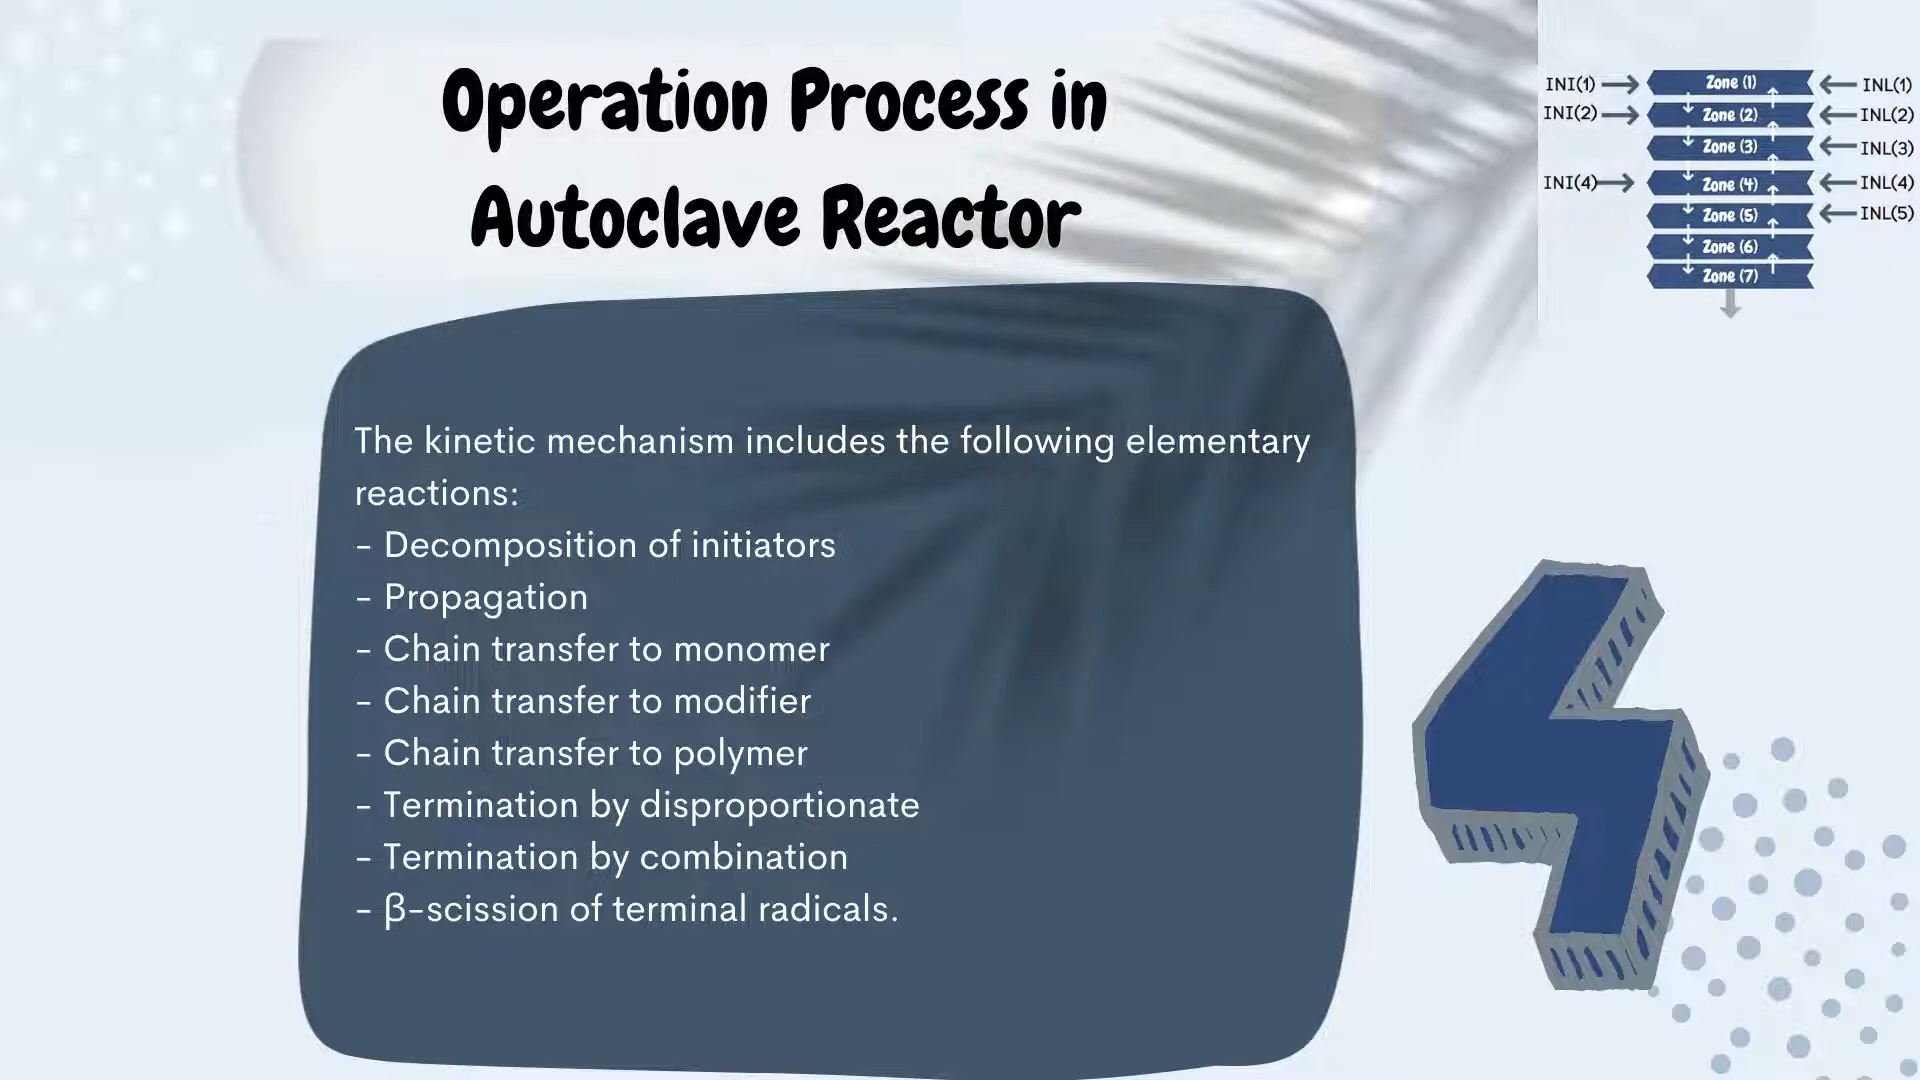 Operation Process in
Autoclave Reactor
INI(1)
Zone (1)
INL(1)
INI(2)
Zone (2)
INL(2)
Zone (3)
INL(3)
INI(4)
Zone (4)
INL(4)
Zone (5)
INL(5)
Zone (6)
Zone (7)
The kinetic mechanism includes the following elementary
reactions:
- Decomposition of initiators
- Propagation
- Chain transfer to monomer
- Chain transfer to modifier
- Chain transfer to polymer
- Termination by disproportionate
- Termination by combination
- β-scission of terminal radicals.
4